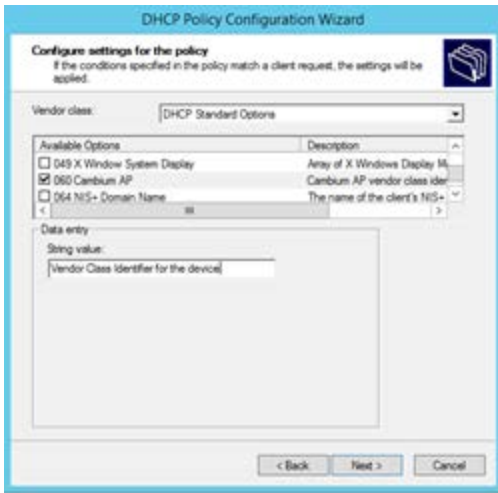 DHCP Policy Configuration Wizard
Configure settings for the policy
If the conditions specified in the policy match a client request, the settings will be
applied.
Vendor class: DHCP Standard Options
Available Options Description
049 X Window System Display Array of X Windows Display M
060 Cambium AP Cambium AP vendor class iden
064 NIS+ Domain Name The name of the client's NIS+
Data entry
String value:
Vendor Class Identifier for the device
< Back Next > Cancel